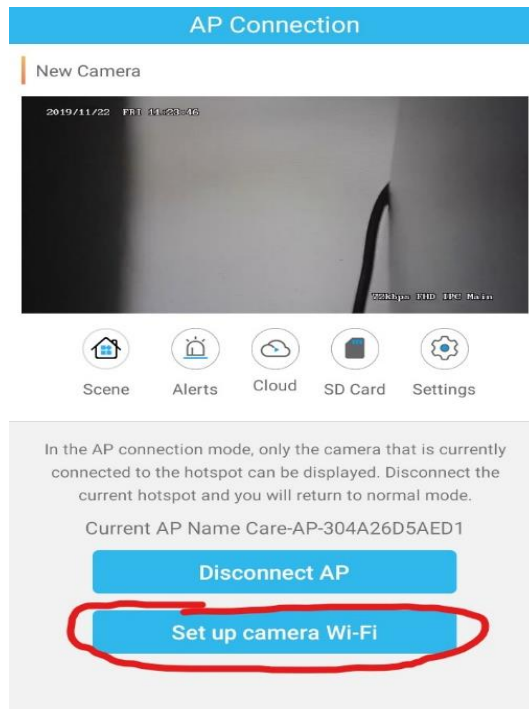 AP Connection
New Camera
2019/11/22 FRI 11:23:46
72kbps FHD IPC Main
Scene Alerts Cloud SD Card Settings
In the AP connection mode, only the camera that is currently
connected to the hotspot can be displayed. Disconnect the
current hotspot and you will return to normal mode.
Current AP Name Care-AP-304A26D5AED1
Disconnect AP
Set up camera Wi-Fi